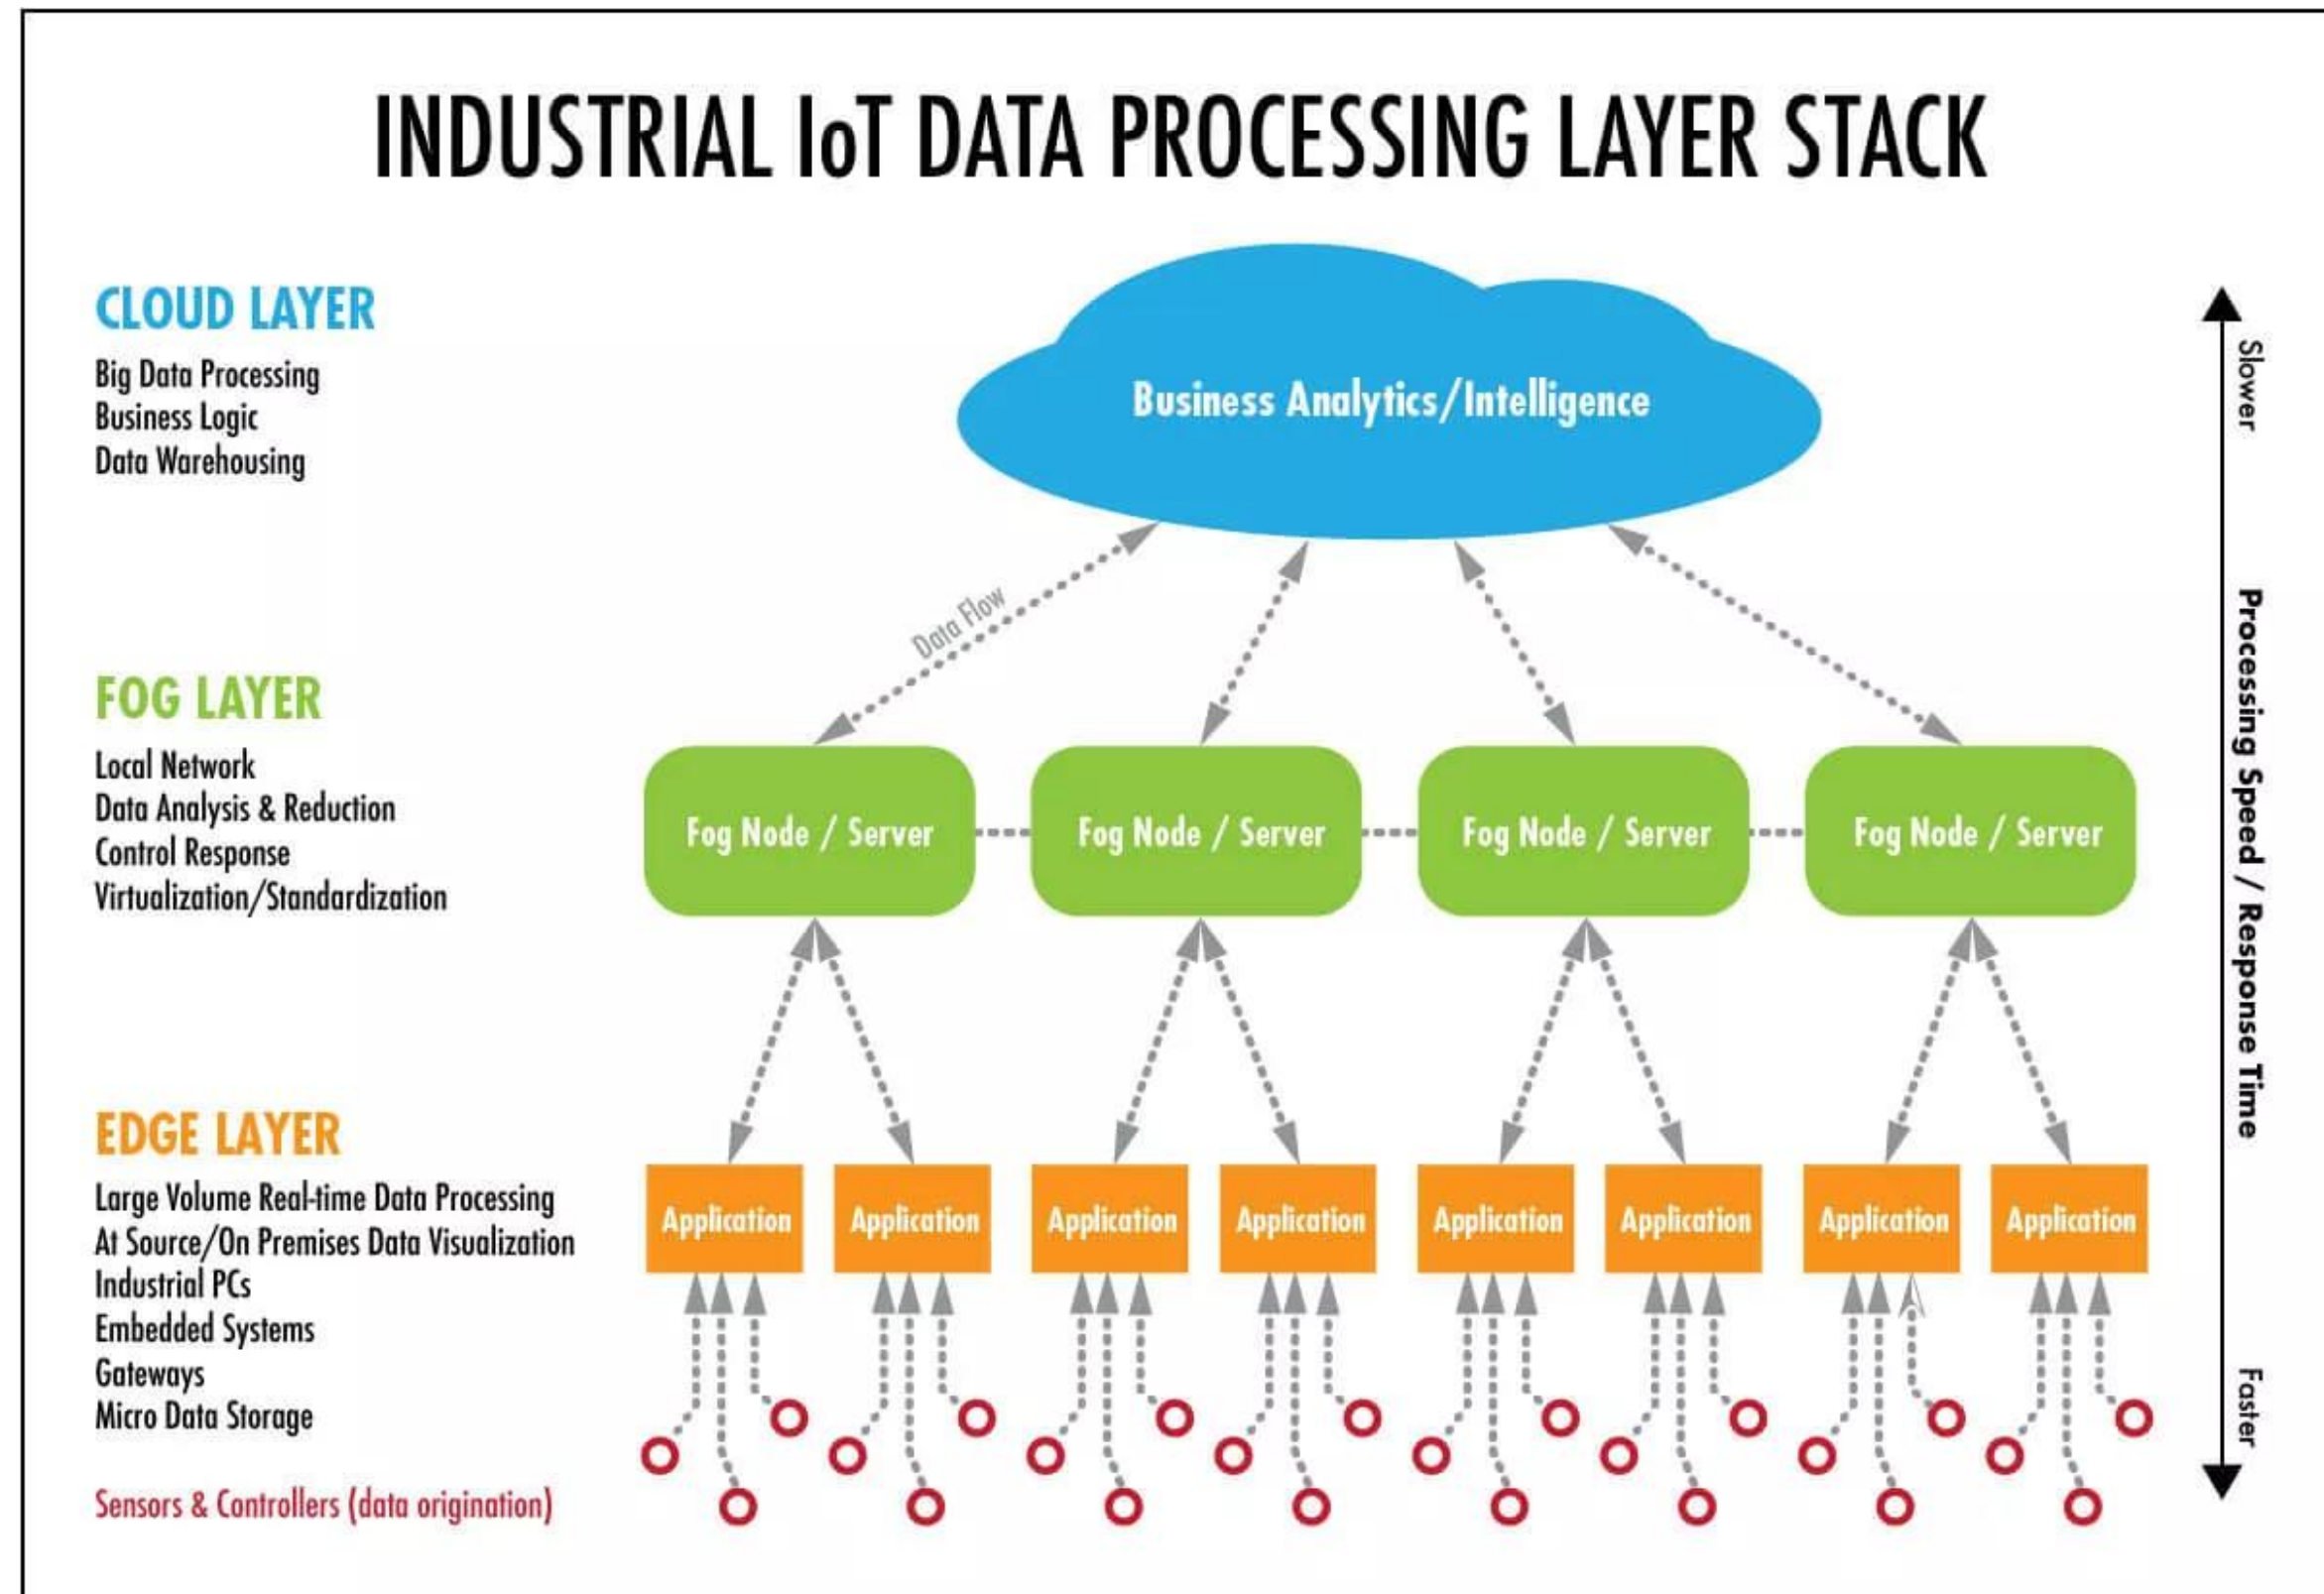 INDUSTRIAL IoT DATA PROCESSING LAYER STACK
CLOUD LAYER
Big Data Processing
Business Logic
Data Warehousing
Business Analytics/Intelligence
Slower
Data Flow
FOG LAYER
Local Network
Data Analysis & Reduction
Control Response
Virtualization/Standardization
Fog Node / Server
Fog Node / Server
Fog Node / Server
Fog Node / Server
Processing Speed / Response Time
EDGE LAYER
Large Volume Real-time Data Processing
At Source/On Premises Data Visualization
Industrial PCs
Embedded Systems
Gateways
Micro Data Storage
Application
Application
Application
Application
Application
Application
Application
Application
Faster
Sensors & Controllers (data origination)